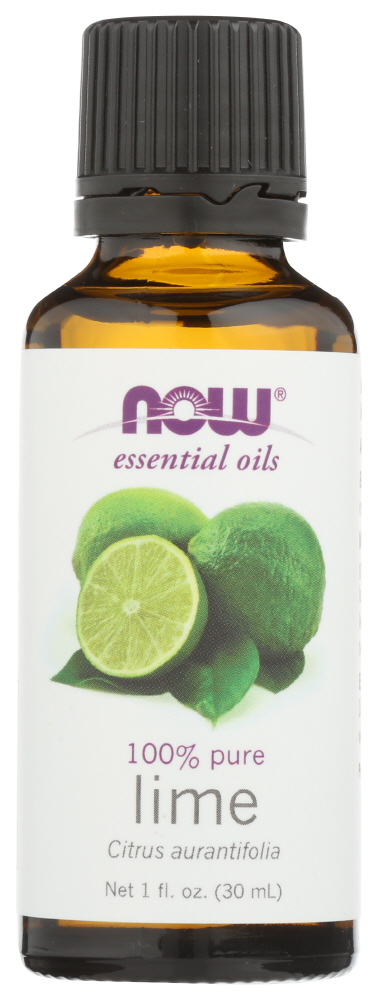 now®
essential oils
100% pure
lime
Citrus aurantifolia
Net 1 fl. oz. (30 mL)